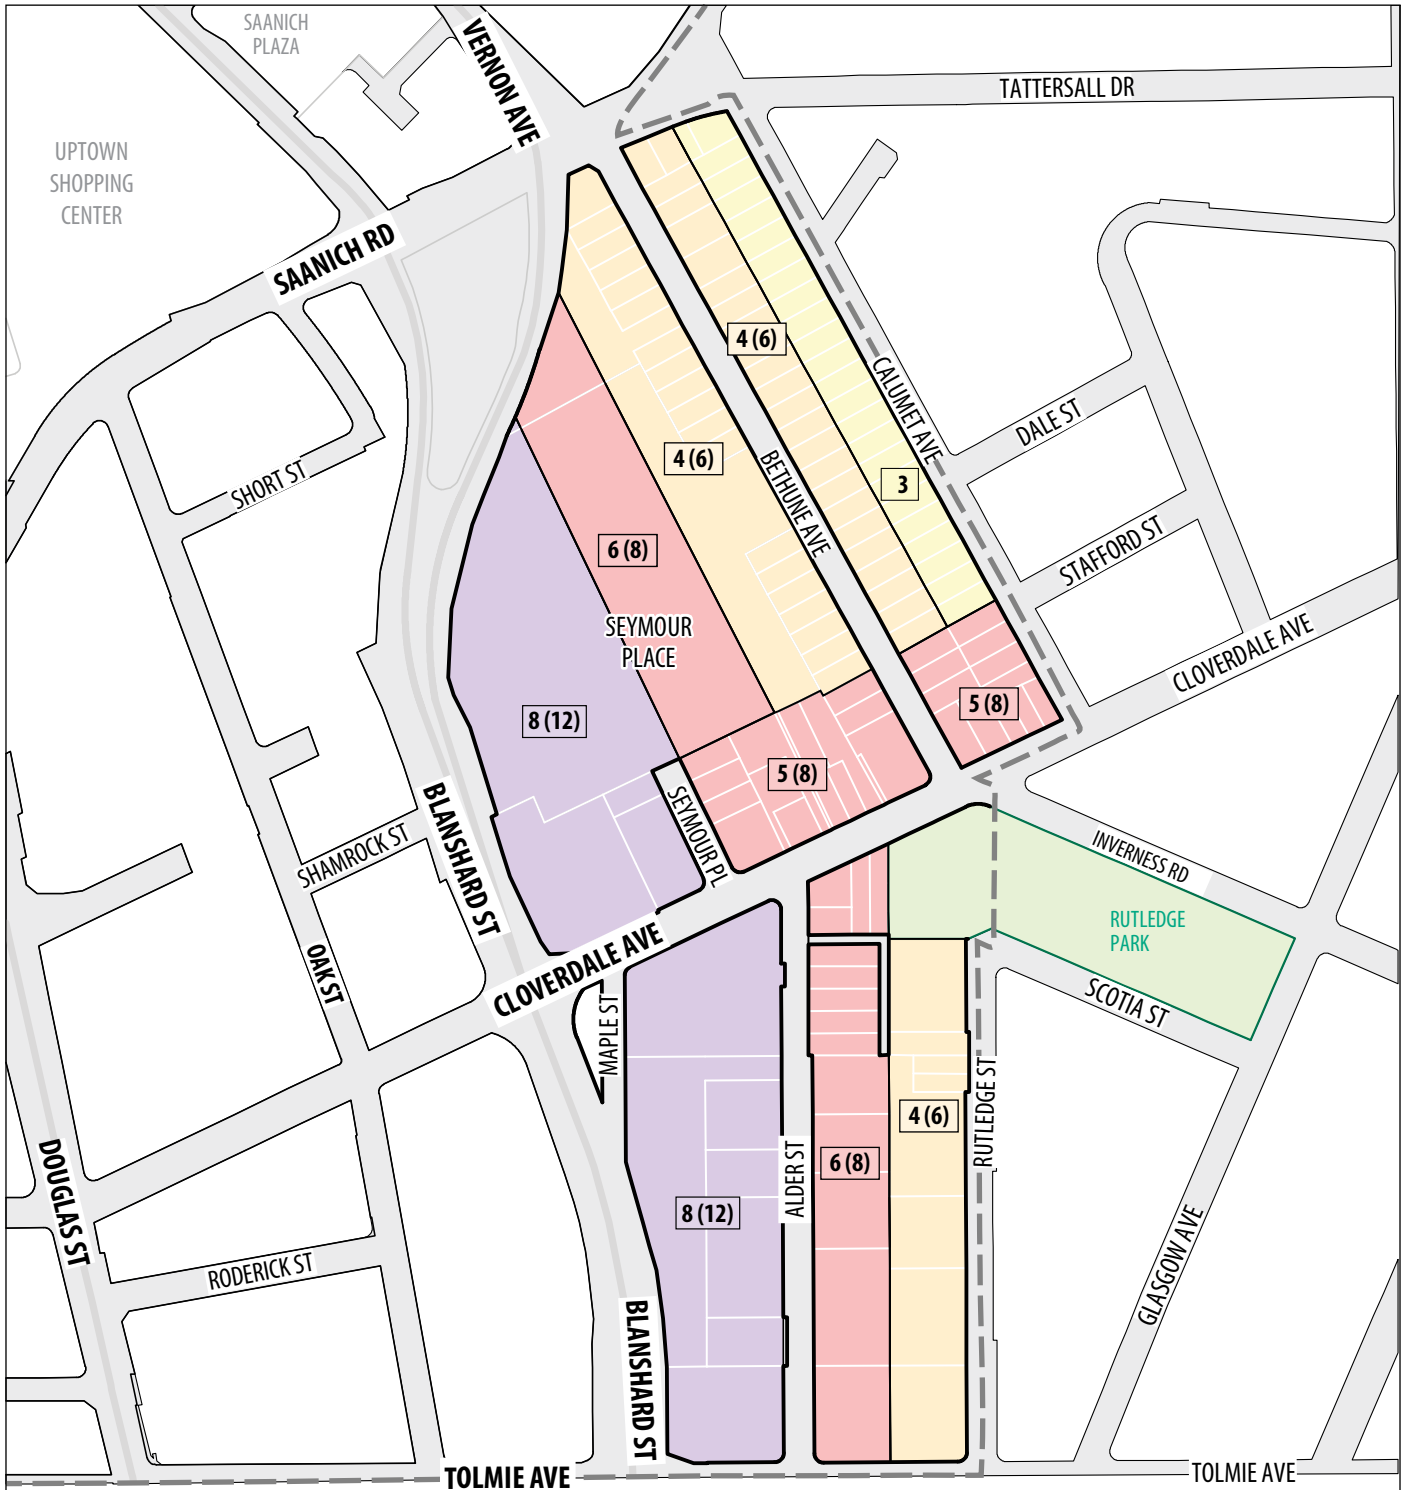 SAANICH
PLAZA
VERNON AVE
TATTERSALL DR
UPTOWN
SHOPPING
CENTER
SAANICH RD
4 (6)
CALUMET AVE
DALE ST
4 (6)
BETHUNE AVE
3
SHORT ST
6 (8)
STAFFORD ST
SEYMOUR
PLACE
CLOVERDALE AVE
8 (12)
5 (8)
5 (8)
SEYMOUR PL
BLANSHARD ST
SHAMROCK ST
INVERNESS RD
RUTLEDGE
PARK
OAK ST
CLOVERDALE AVE
SCOTIA ST
MAPLE ST
RUTLEDGE ST
4 (6)
DOUGLAS ST
ALDER ST
6 (8)
8 (12)
RODERICK ST
GLASGOW AVE
BLANSHARD ST
TOLMIE AVE
TOLMIE AVE